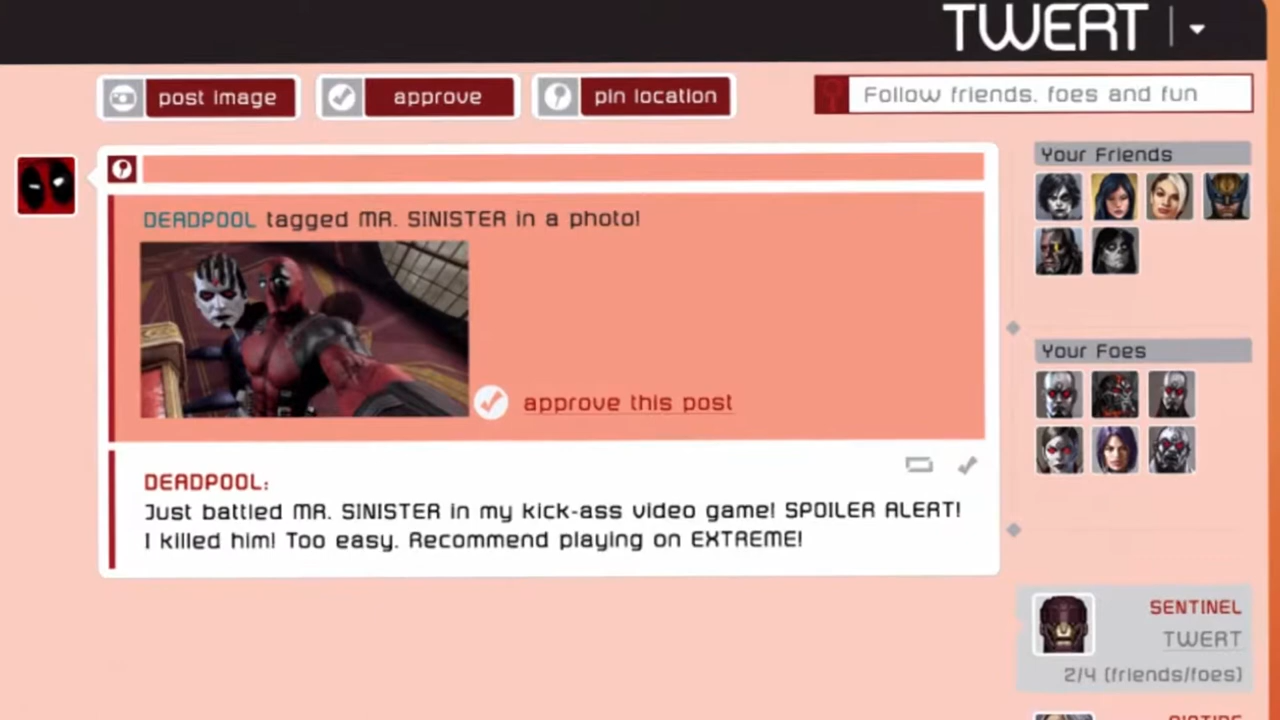 TWERT
post image
approve
pin location
Follow friends, foes and fun
Your Friends
DEADPOOL tagged MR. SINISTER in a photo!
approve this post
Your Foes
DEADPOOL:
Just battled MR. SINISTER in my kick-ass video game! SPOILER ALERT!
I killed him! Too easy. Recommend playing on EXTREME!
SENTINEL
TWERT
2/4 (friends/foes)